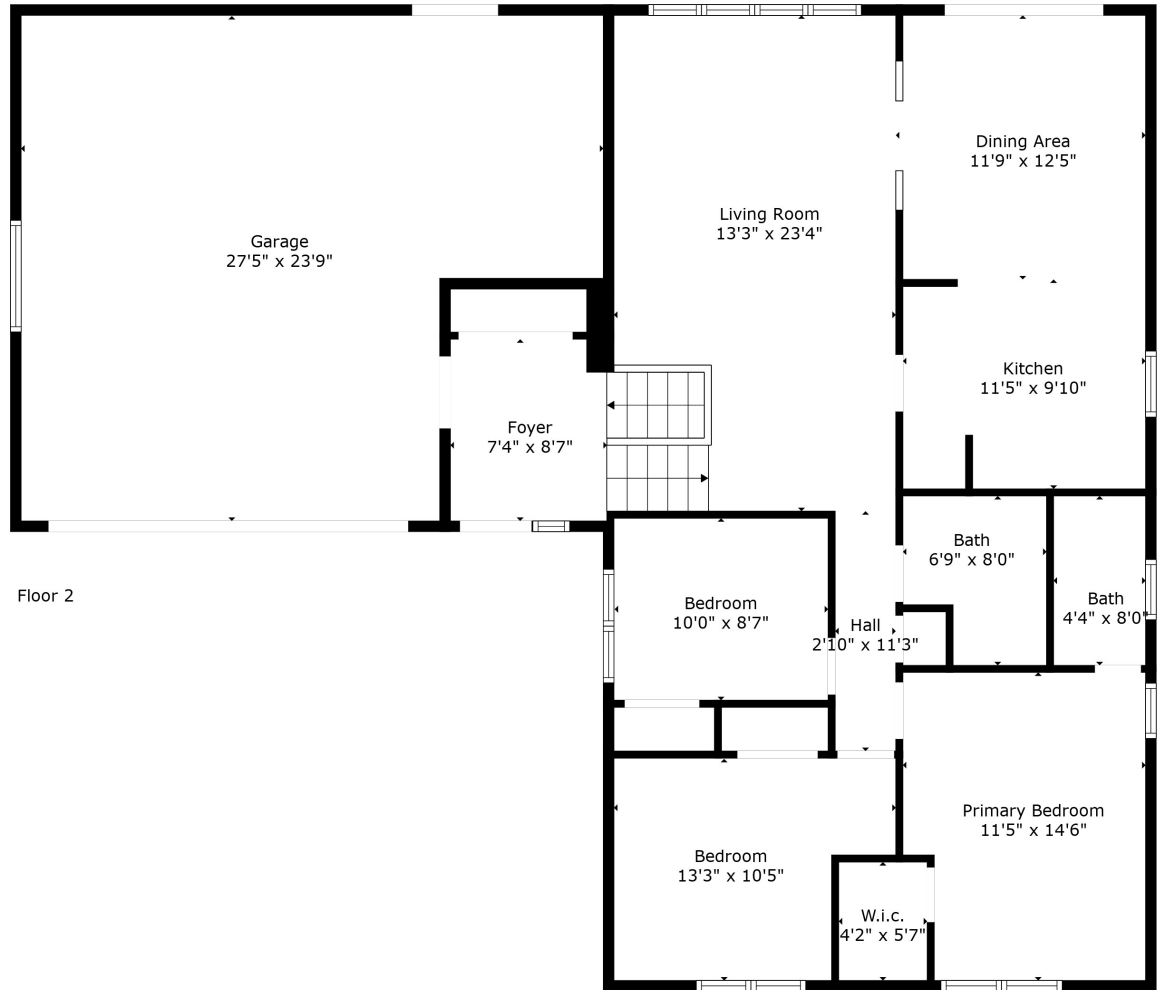 Garage
27'5" x 23'9"
Living Room
13'3" x 23'4"
Dining Area
11'9" x 12'5"
Kitchen
11'5" x 9'10"
Foyer
7'4" x 8'7"
Bath
6'9" x 8'0"
Bath
4'4" x 8'0"
Floor 2
Bedroom
10'0" x 8'7"
Hall
2'10" x 11'3"
Primary Bedroom
11'5" x 14'6"
Bedroom
13'3" x 10'5"
W.i.c.
4'2" x 5'7"